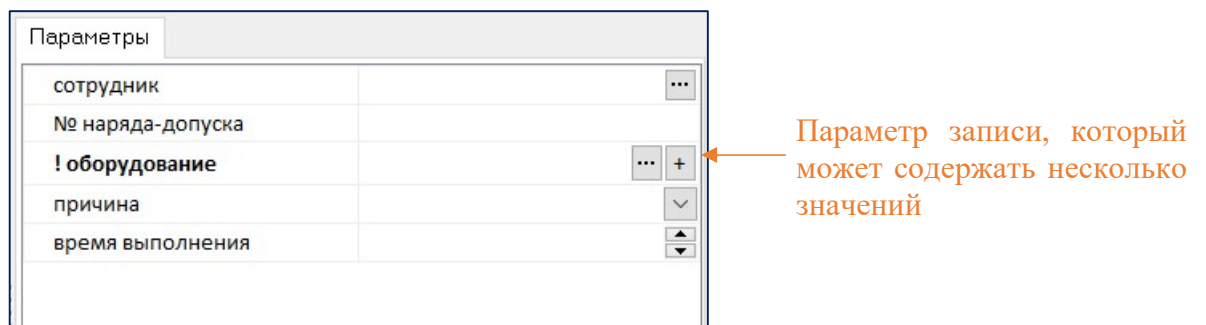 Параметры
сотрудник
№ наряда-допуска
! оборудование
причина
время выполнения
Параметр записи, который
может содержать несколько
значений